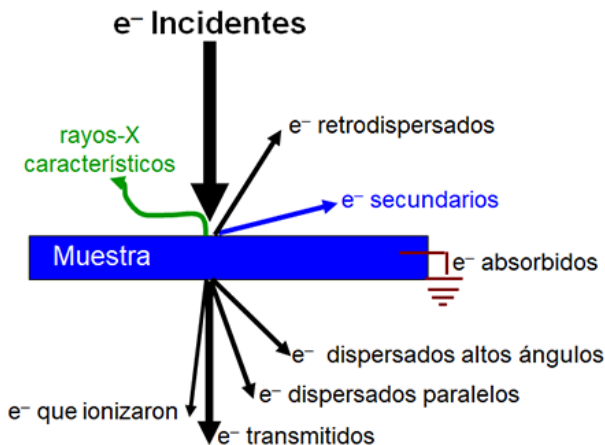 e⁻ Incidentes
e⁻ retrodispersados
rayos-X
característicos
e⁻ secundarios
Muestra
e⁻ absorbidos
e⁻ dispersados altos ángulos
e⁻ dispersados paralelos
e⁻ que ionizaron
e⁻ transmitidos